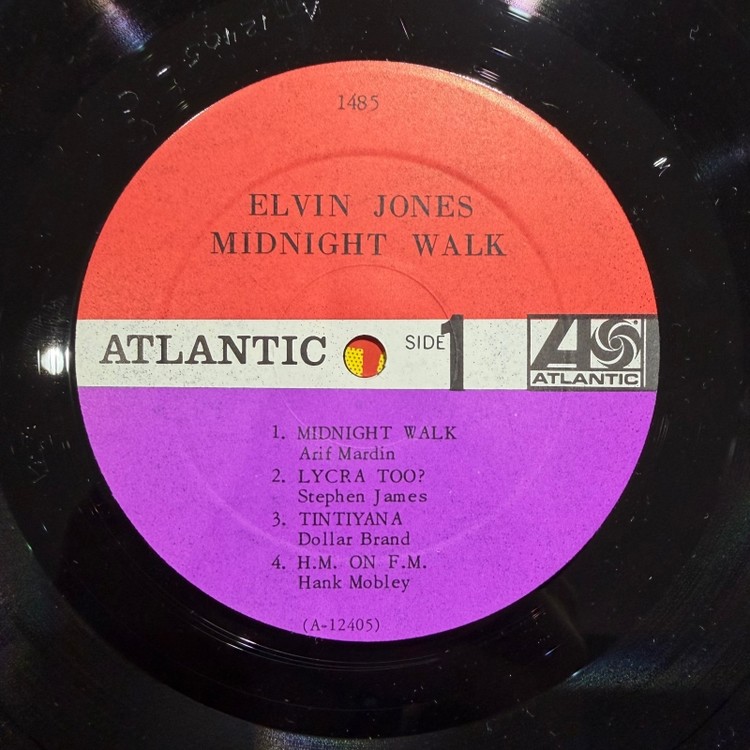 A-12405
1485
ELVIN JONES
MIDNIGHT WALK
ATLANTIC
SIDE 1
ATLANTIC
1. MIDNIGHT WALK
Arif Mardin
2. LYCRA TOO?
Stephen James
3. TINTIYANA
Dollar Brand
4. H.M. ON F.M.
Hank Mobley
(A-12405)